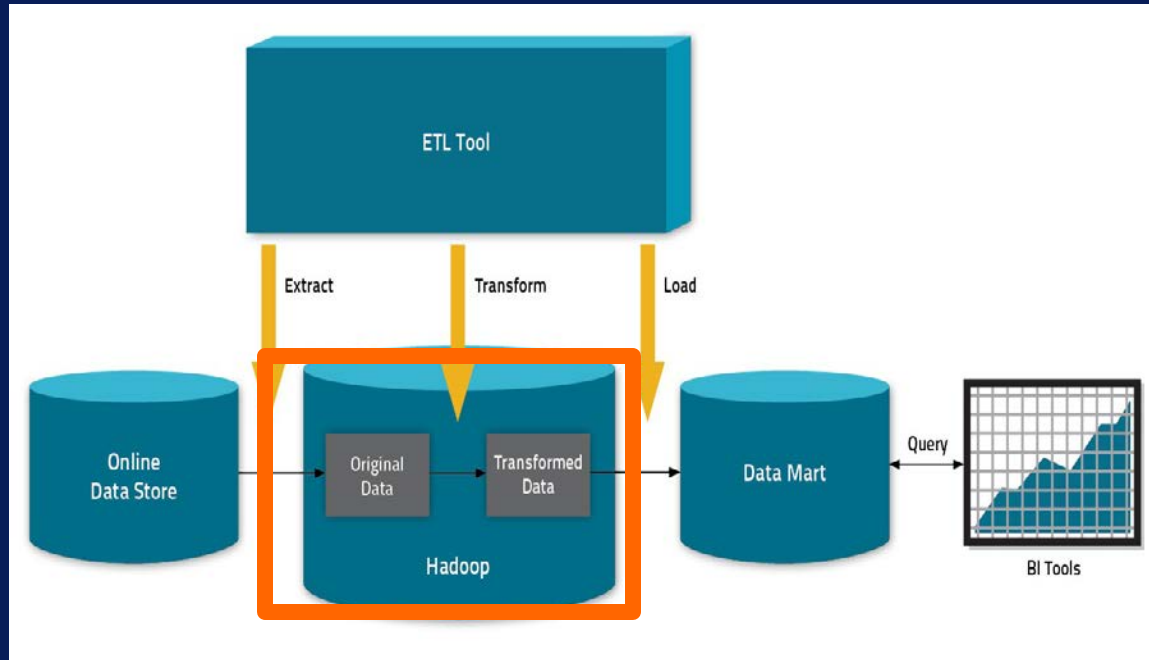 ETL Tool
Extract
Transform
Load
Online
Data Store
Original
Data
Transformed
Data
Hadoop
Data Mart
Query
BI Tools